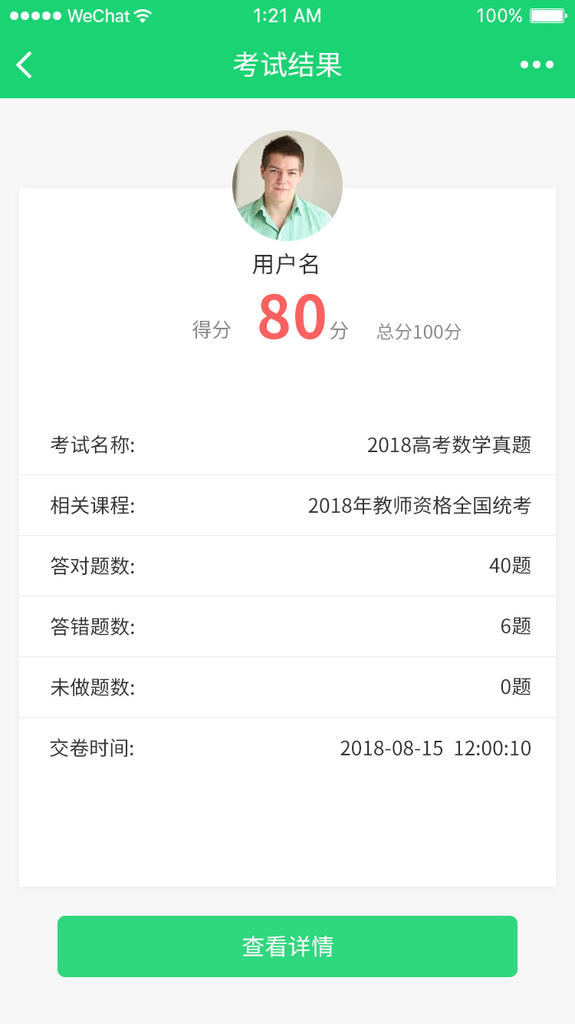 WeChat 1:21 AM 100%
考试结果
用户名
得分 80分 总分100分
考试名称: 2018高考数学真题
相关课程: 2018年教师资格全国统考
答对题数: 40题
答错题数: 6题
未做题数: 0题
交卷时间: 2018-08-15 12:00:10
查看详情